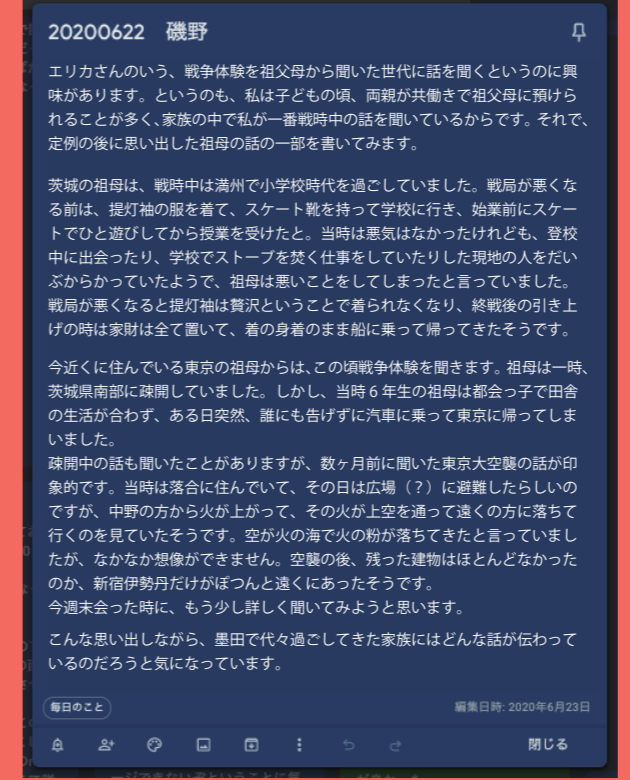 20200622　磯野
エリカさんのいう、戦争体験を祖父母から聞いた世代に話を聞くというのに興
味があります。というのも、私は子どもの頃、両親が共働きで祖父母に預けら
れることが多く、家族の中で私が一番戦時中の話を聞いているからです。それで、
定例の後に思い出した祖母の話の一部を書いてみます。
茨城の祖母は、戦時中は満州で小学校時代を過ごしていました。戦局が悪くな
る前は、提灯袖の服を着て、スケート靴を持って学校に行き、始業前にスケー
トでひと遊びしてから授業を受けたと。当時は悪気はなかったけれども、登校
中に出会ったり、学校でストーブを焚く仕事をしていたりした現地の人をだい
ぶからかっていたようで、祖母は悪いことをしてしまったと言っていました。
戦局が悪くなると提灯袖は贅沢ということで着られなくなり、終戦後の引き上
げの時は家財は全て置いて、着の身着のまま船に乗って帰ってきたそうです。
今近くに住んでいる東京の祖母からは、この頃戦争体験を聞きます。祖母は一時、
茨城県南部に疎開していました。しかし、当時６年生の祖母は都会っ子で田舎
の生活が合わず、ある日突然、誰にも告げずに汽車に乗って東京に帰ってしま
いました。
疎開中の話も聞いたことがありますが、数ヶ月前に聞いた東京大空襲の話が印
象的です。当時は落合に住んでいて、その日は広場（？）に避難したらしいの
ですが、中野の方から火が上がって、その火が上空を通って遠くの方に落ちて
行くのを見ていたそうです。空が火の海で火の粉が落ちてきたと言っていまし
たが、なかなか想像ができません。空襲の後、残った建物はほとんどなかった
のか、新宿伊勢丹だけがぽつんと遠くにあったそうです。
今週末会った時に、もう少し詳しく聞いてみようと思います。
こんな思い出しながら、墨田で代々過ごしてきた家族にはどんな話が伝わって
いるのだろうと気になっています。
毎日のこと
編集日時: 2020年6月23日
閉じる